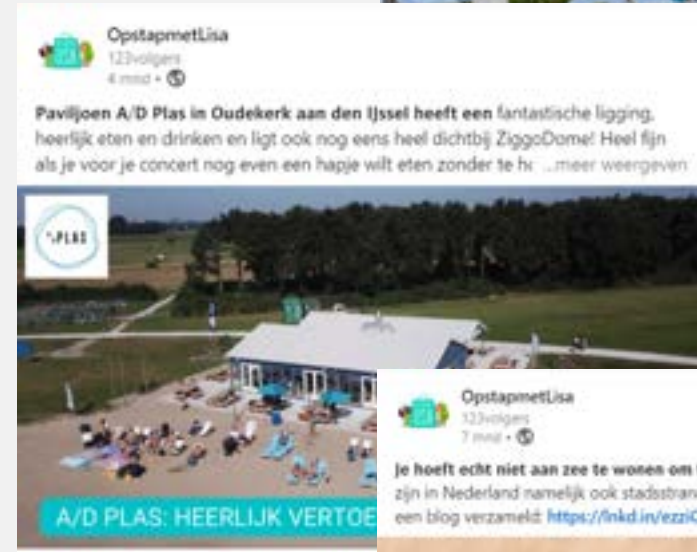 OpstapmetLisa
123volgers
4 mnd •
Paviljoen A/D Plas in Oudekerk aan den IJssel heeft een fantastische ligging,
heerlijk eten en drinken en ligt ook nog eens heel dichtbij ZiggoDome! Heel fijn
als je voor je concert nog even een hapje wilt eten zonder te h ...meer weergeven
PLAS
A/D PLAS: HEERLIJK VERTOE
OpstapmetLisa
123volgers
7 mnd •
Je hoeft echt niet aan zee te wonen om
zijn in Nederland namelijk ook stadsstran
een blog verzameld: https://lnkd.in/ezzi